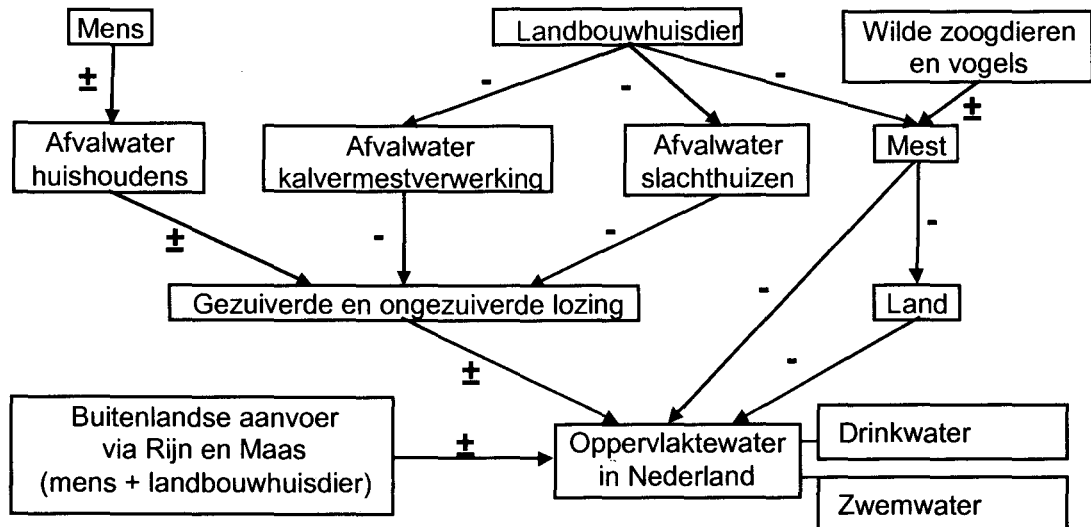 Mens
Landbouwhuisdier
Wilde zoogdieren
en vogels
±
-
-
-
±
Afvalwater
huishoudens
Afvalwater
kalvermestverwerking
Afvalwater
slachthuizen
Mest
±
-
-
-
-
Gezuiverde en ongezuiverde lozing
Land
±
-
Buitenlandse aanvoer
via Rijn en Maas
(mens + landbouwhuisdier)
±
Oppervlaktewater
in Nederland
Drinkwater
Zwemwater